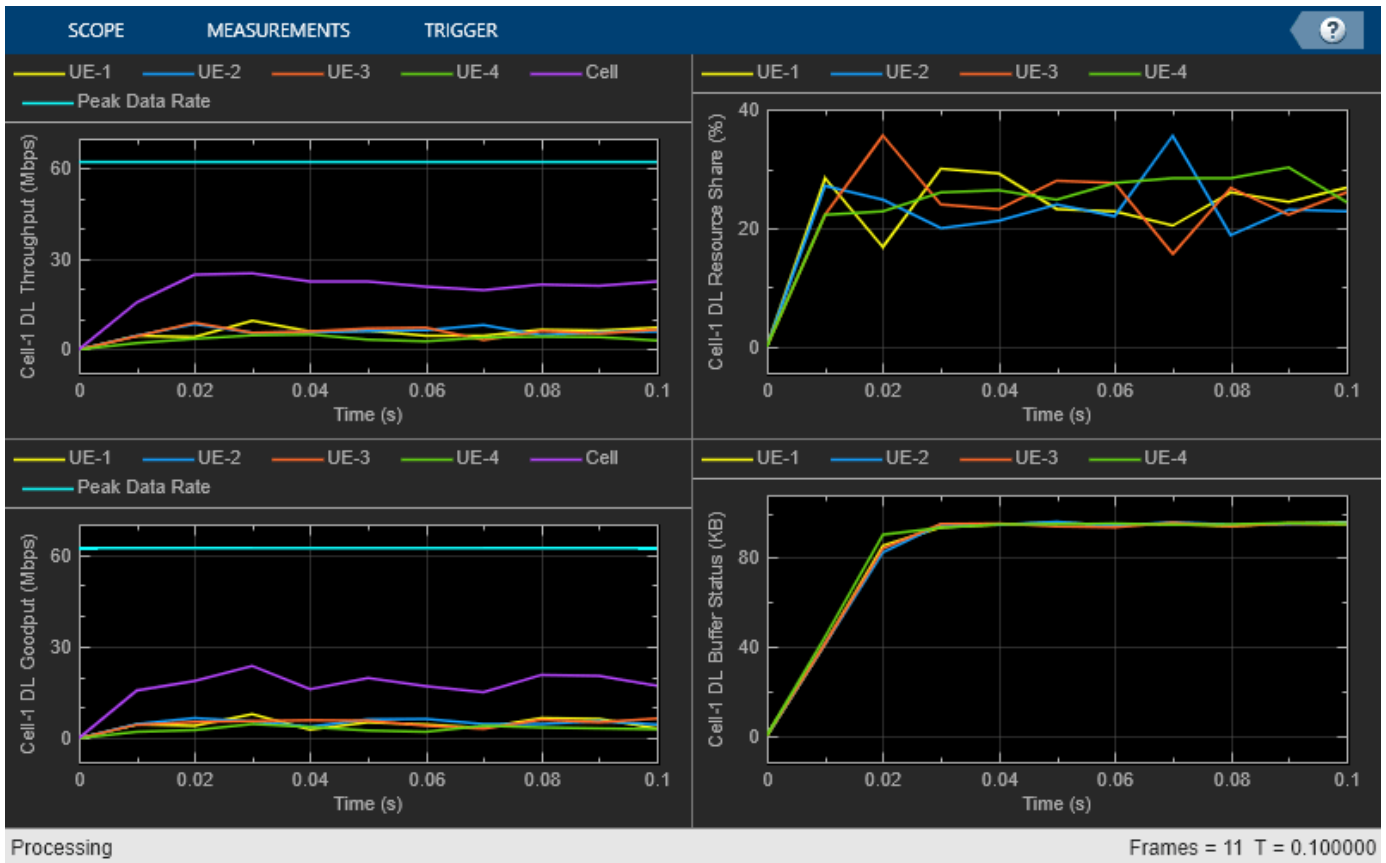 SCOPE MEASUREMENTS TRIGGER ?
UE-1 UE-2 UE-3 UE-4 Cell
Peak Data Rate
Cell-1 DL Throughput (Mbps)
60
30
0
0 0.02 0.04 0.06 0.08 0.1
Time (s)
UE-1 UE-2 UE-3 UE-4
Cell-1 DL Resource Share (%)
40
20
0
0 0.02 0.04 0.06 0.08 0.1
Time (s)
UE-1 UE-2 UE-3 UE-4 Cell
Peak Data Rate
Cell-1 DL Goodput (Mbps)
60
30
0
0 0.02 0.04 0.06 0.08 0.1
Time (s)
UE-1 UE-2 UE-3 UE-4
Cell-1 DL Buffer Status (KB)
80
40
0
0 0.02 0.04 0.06 0.08 0.1
Time (s)
Processing Frames = 11 T = 0.100000